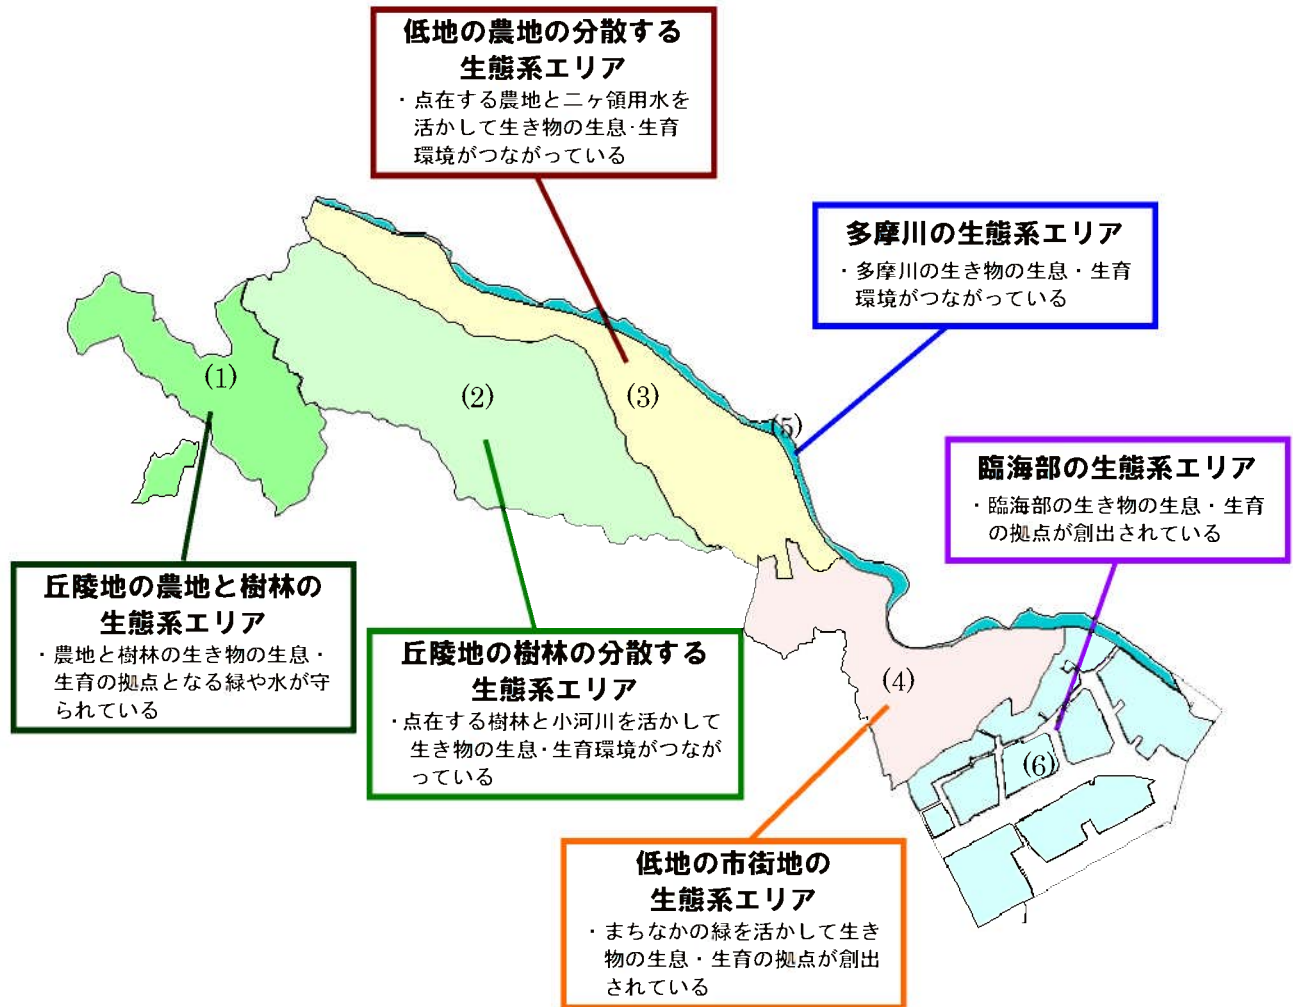 低地の農地の分散する
生態系エリア
・点在する農地と二ヶ領用水を
活かして生き物の生息・生育
環境がつながっている
多摩川の生態系エリア
・多摩川の生き物の生息・生育
環境がつながっている
(1)
(2)
(3)
(5)
臨海部の生態系エリア
・臨海部の生き物の生息・生育
の拠点が創出されている
丘陵地の農地と樹林の
生態系エリア
・農地と樹林の生き物の生息・
生育の拠点となる緑や水が守
られている
丘陵地の樹林の分散する
生態系エリア
・点在する樹林と小河川を活かして
生き物の生息・生育環境がつなが
っている
(4)
(6)
低地の市街地の
生態系エリア
・まちなかの緑を活かして生き
物の生息・生育の拠点が創出
されている